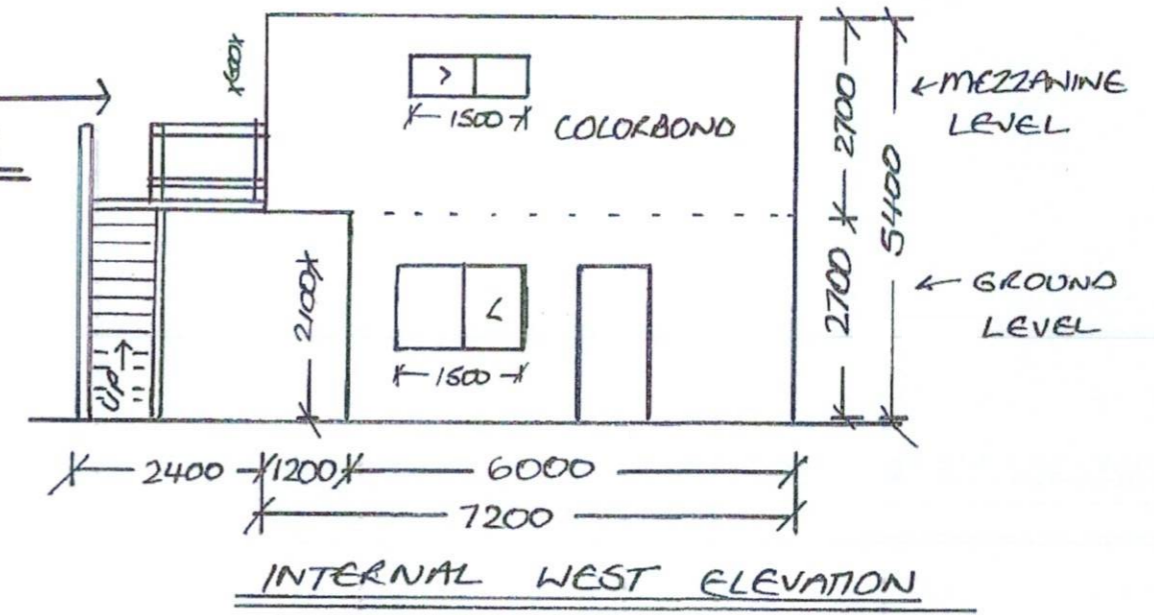 1500
COLORBOND
2700
2700
5400
←MEZZANINE
LEVEL
2100
1500
UP
← GROUND
LEVEL
2400
1200
6000
7200
INTERNAL WEST ELEVATION